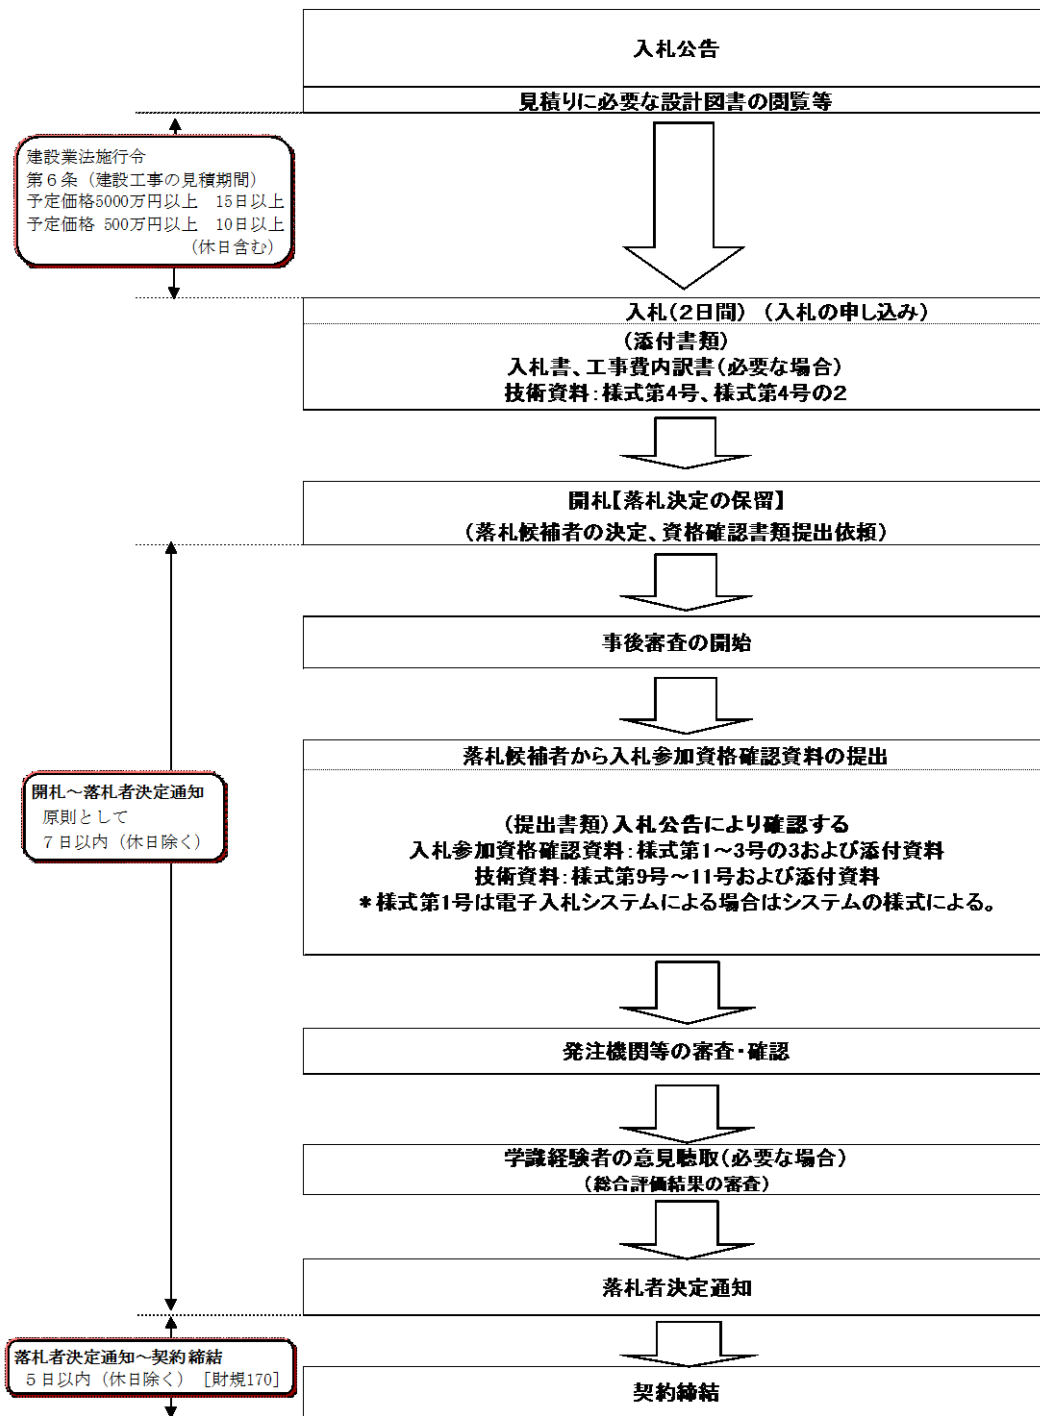 入札公告
見積りに必要な設計図書の閲覧等
建設業法施行令
第6条（建設工事の見積期間）
予定価格5000万円以上　15日以上
予定価格 500万円以上　10日以上
（休日含む）
入札（2日間）　（入札の申し込み）
（添付書類）
入札書、工事費内訳書（必要な場合）
技術資料：様式第4号、様式第4号の2
開札【落札決定の保留】
（落札候補者の決定、資格確認書類提出依頼）
事後審査の開始
落札候補者から入札参加資格確認資料の提出
（提出書類）入札公告により確認する
入札参加資格確認資料：様式第1～3号の3および添付資料
技術資料：様式第9号～11号および添付資料
＊様式第1号は電子入札システムによる場合はシステムの様式による。
開札～落札者決定通知
原則として
７日以内（休日除く）
発注機関等の審査・確認
学識経験者の意見聴取（必要な場合）
（総合評価結果の審査）
落札者決定通知
落札者決定通知～契約締結
５日以内（休日除く）［財規170］
契約締結